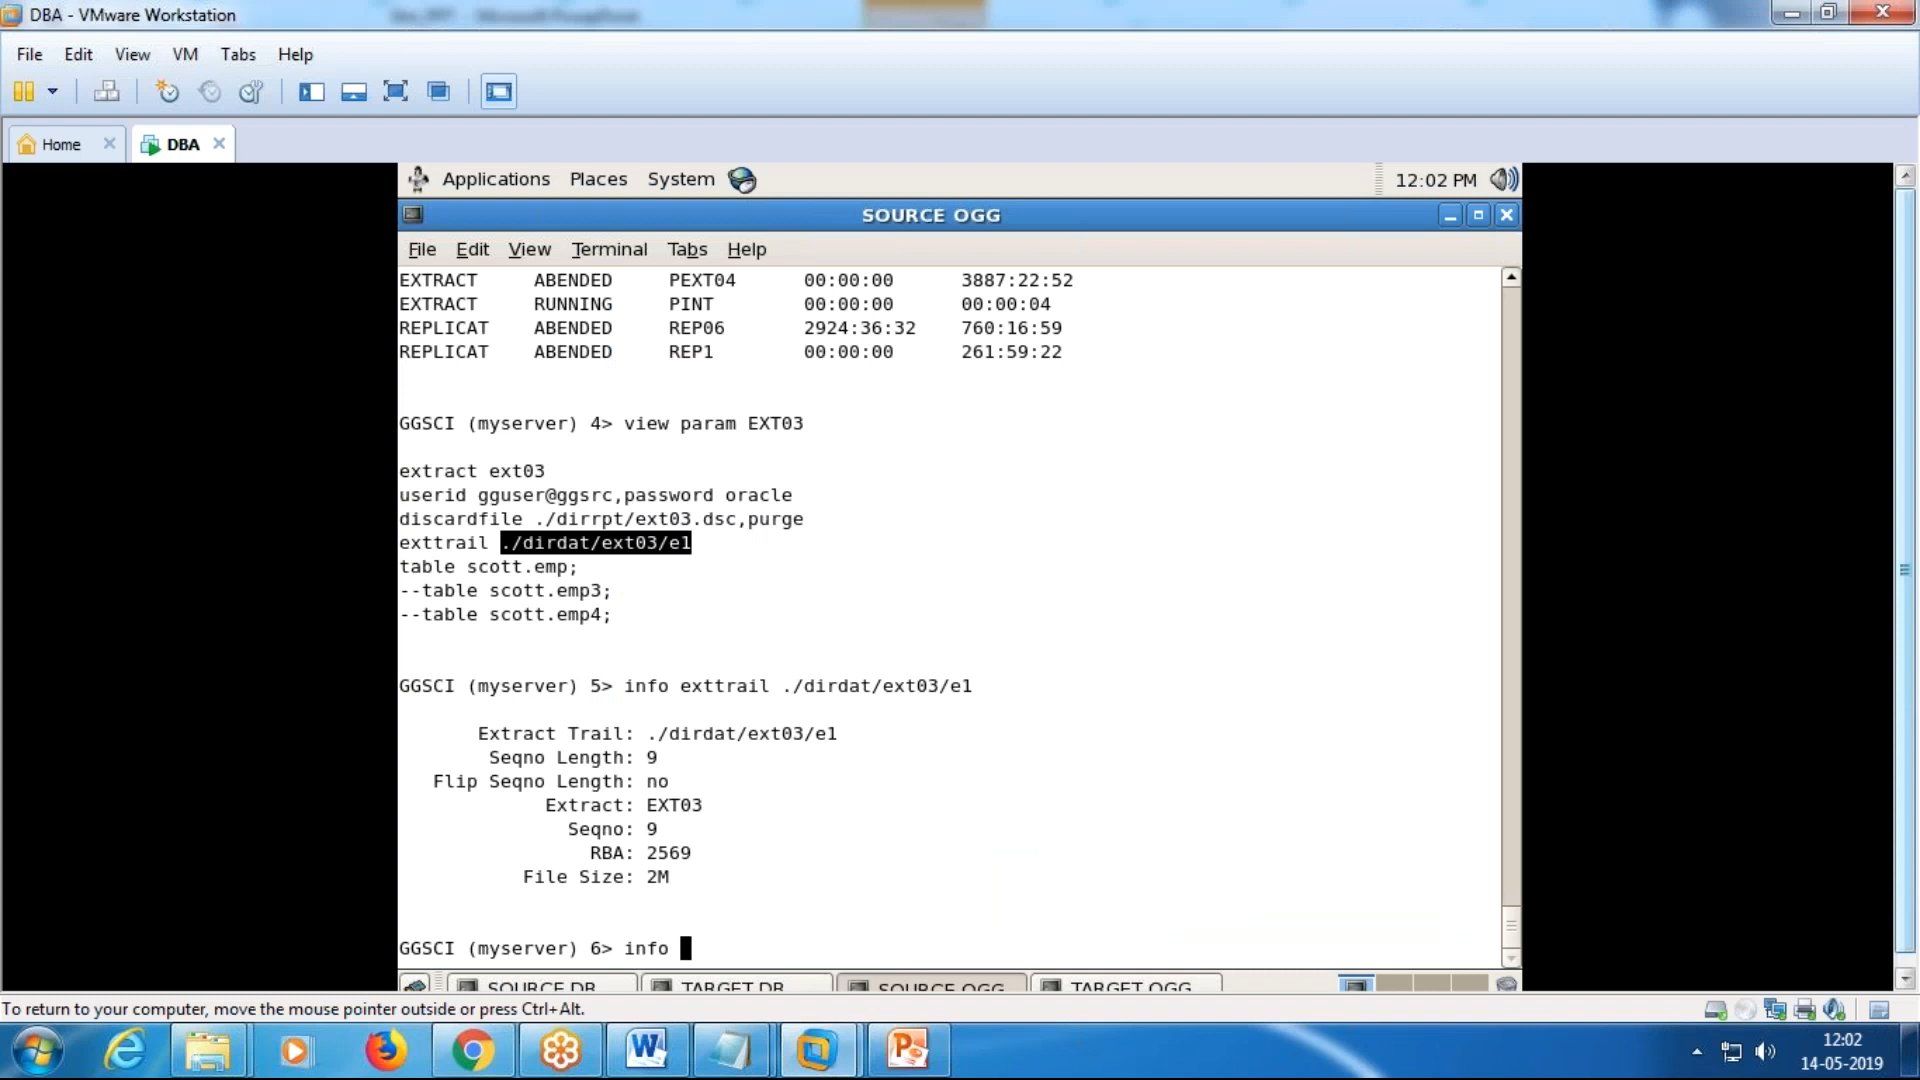 DBA - VMware Workstation
File Edit View VM Tabs Help
Home DBA
Applications Places System 12:02 PM
SOURCE OGG
File Edit View Terminal Tabs Help
EXTRACT ABENDED PEXT04 00:00:00 3887:22:52
EXTRACT RUNNING PINT 00:00:00 00:00:04
REPLICAT ABENDED REP06 2924:36:32 760:16:59
REPLICAT ABENDED REP1 00:00:00 261:59:22
GGSCI (myserver) 4> view param EXT03
extract ext03
userid gguser@ggsrc,password oracle
discardfile ./dirrpt/ext03.dsc,purge
exttrail ./dirdat/ext03/e1
table scott.emp;
--table scott.emp3;
--table scott.emp4;
GGSCI (myserver) 5> info exttrail ./dirdat/ext03/e1
Extract Trail: ./dirdat/ext03/e1
Seqno Length: 9
Flip Seqno Length: no
Extract: EXT03
Seqno: 9
RBA: 2569
File Size: 2M
GGSCI (myserver) 6> info
SOURCE DB TARGET DB SOURCE OGG TARGET OGG
To return to your computer, move the mouse pointer outside or press Ctrl+Alt.
12:02
14-05-2019